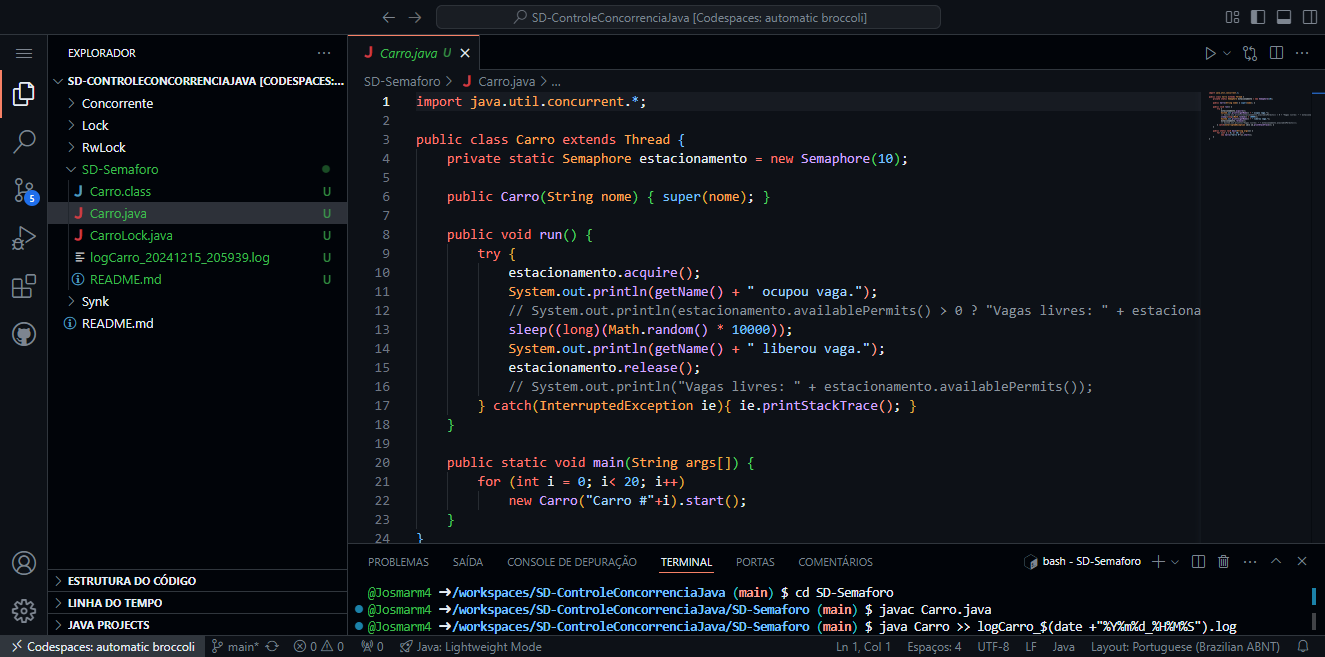 SD-ControleConcorrenciaJava [Codespaces: automatic broccoli]
EXPLORADOR
SD-CONTROLECONCORRENCIAJAVA [CODESPACES:...
Concorrente
Lock
RwLock
SD-Semaforo
J Carro.class U
J Carro.java U
J CarroLock.java U
logCarro_20241215_205939.log U
README.md U
Synk
README.md
ESTRUTURA DO CÓDIGO
LINHA DO TEMPO
JAVA PROJECTS
5
J Carro.java U
SD-Semaforo > J Carro.java > ...
1 import java.util.concurrent.*;
2
3 public class Carro extends Thread {
4 private static Semaphore estacionamento = new Semaphore(10);
5
6 public Carro(String nome) { super(nome); }
7
8 public void run() {
9 try {
10 estacionamento.acquire();
11 System.out.println(getName() + " ocupou vaga.");
12 // System.out.println(estacionamento.availablePermits() > 0 ? "Vagas livres: " + estaciona
13 sleep((long)(Math.random() * 10000));
14 System.out.println(getName() + " liberou vaga.");
15 estacionamento.release();
16 // System.out.println("Vagas livres: " + estacionamento.availablePermits());
17 } catch(InterruptedException ie){ ie.printStackTrace(); }
18 }
19
20 public static void main(String args[]) {
21 for (int i = 0; i< 20; i++)
22 new Carro("Carro #"+i).start();
23 }
24 }
PROBLEMAS SAÍDA CONSOLE DE DEPURAÇÃO TERMINAL PORTAS COMENTÁRIOS
bash - SD-Semaforo
@Josmarm4 ➜/workspaces/SD-ControleConcorrenciaJava (main) $ cd SD-Semaforo
@Josmarm4 ➜/workspaces/SD-ControleConcorrenciaJava/SD-Semaforo (main) $ javac Carro.java
@Josmarm4 ➜/workspaces/SD-ControleConcorrenciaJava/SD-Semaforo (main) $ java Carro >> logCarro_$(date +"%Y%m%d_%H%M%S").log
Codespaces: automatic broccoli main* 0 0 0 Java: Lightweight Mode Ln 1, Col 1 Espaços: 4 UTF-8 LF Java Layout: Portuguese (Brazilian ABNT)